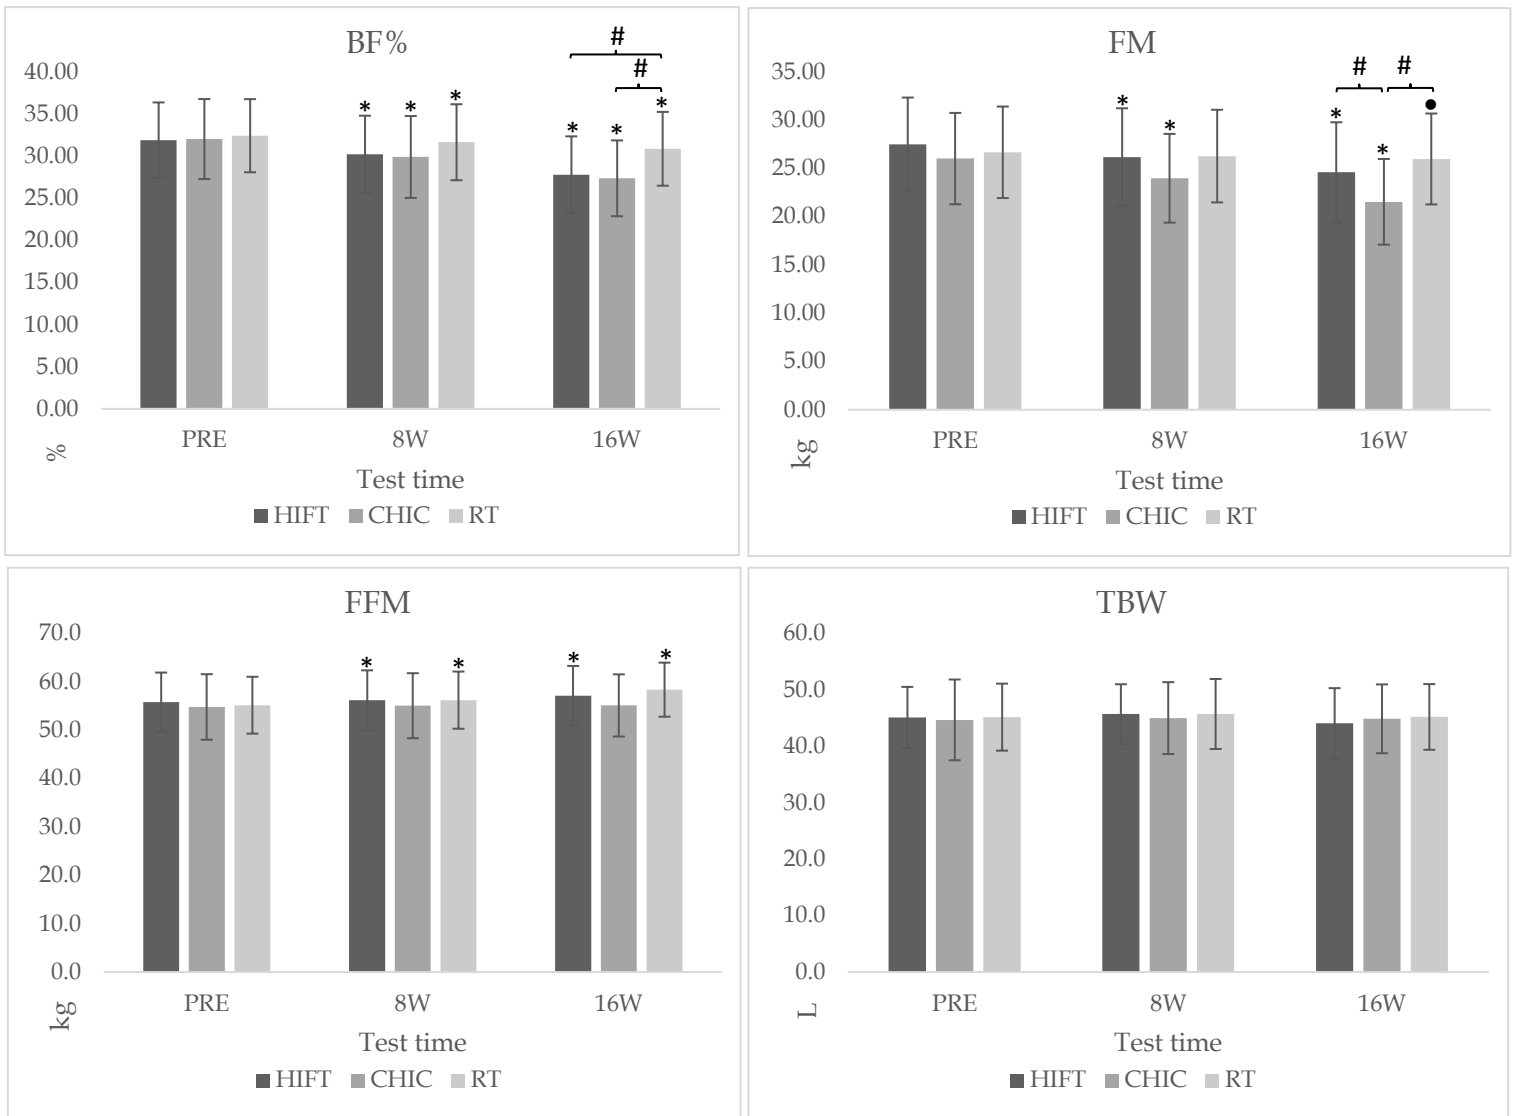 BF%
#
#
40.00
35.00
30.00
25.00
20.00
15.00
10.00
5.00
0.00
* * *
* * *
%
PRE 8W 16W
Test time
HIFT CHIC RT
FM
# #
35.00
30.00
25.00
20.00
15.00
10.00
5.00
0.00
* *
* * •
kg
PRE 8W 16W
Test time
HIFT CHIC RT
FFM
70.0
60.0
50.0
40.0
30.0
20.0
10.0
0.0
* * * *
kg
PRE 8W 16W
Test time
HIFT CHIC RT
TBW
60.0
50.0
40.0
30.0
20.0
10.0
0.0
L
PRE 8W 16W
Test time
HIFT CHIC RT